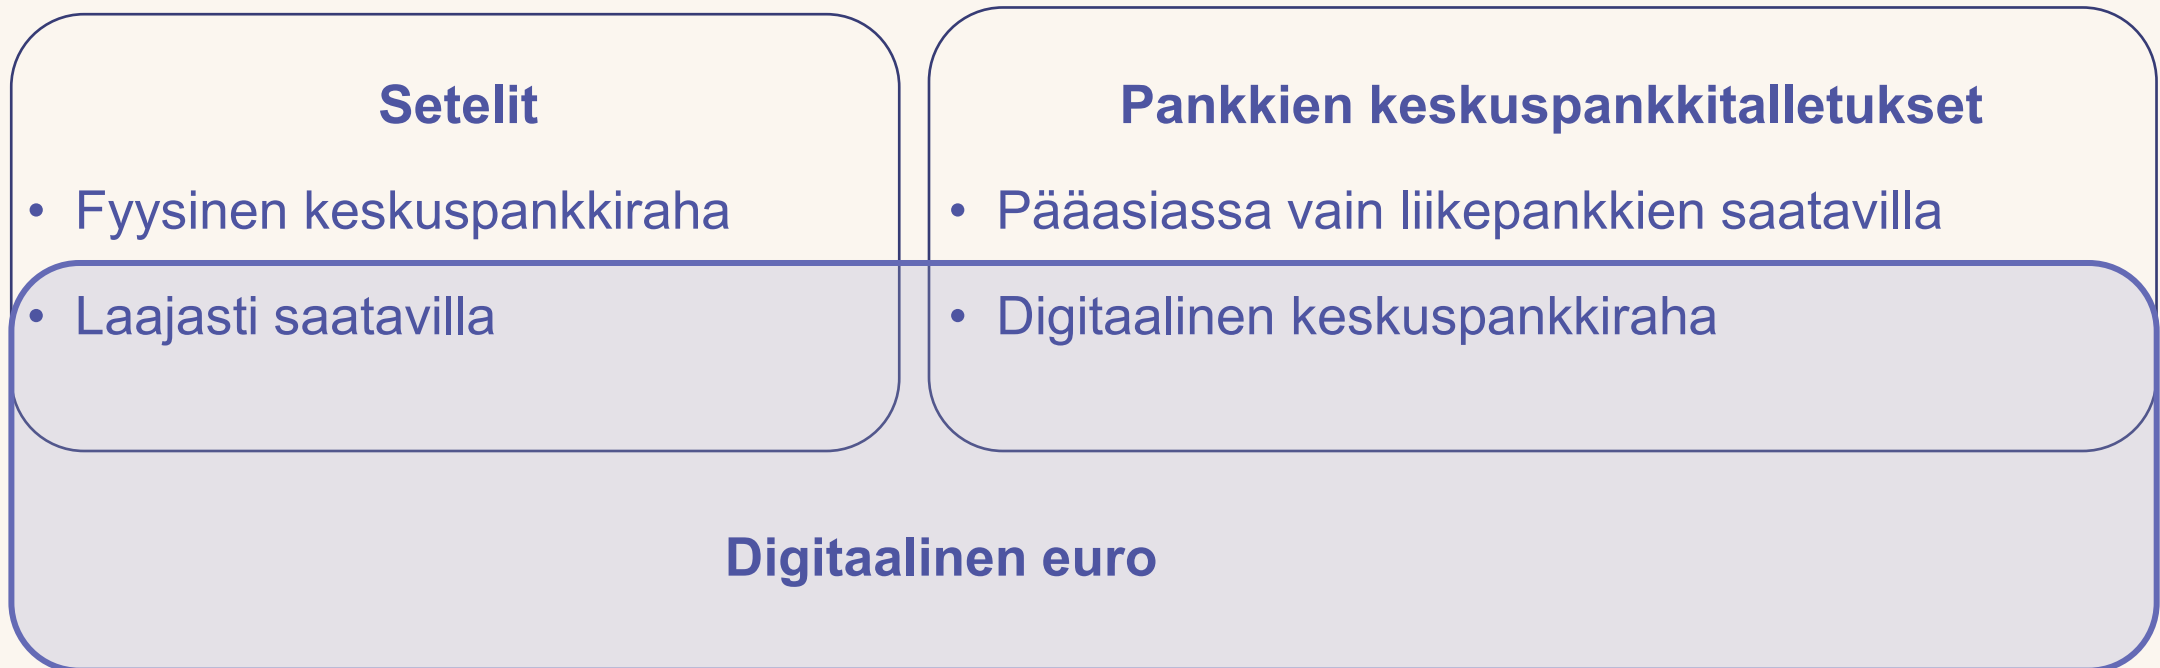 Setelit
• Fyysinen keskuspankkiraha
• Laajasti saatavilla
Pankkien keskuspankkitalletukset
• Pääasiassa vain liikepankkien saatavilla
• Digitaalinen keskuspankkiraha
Digitaalinen euro